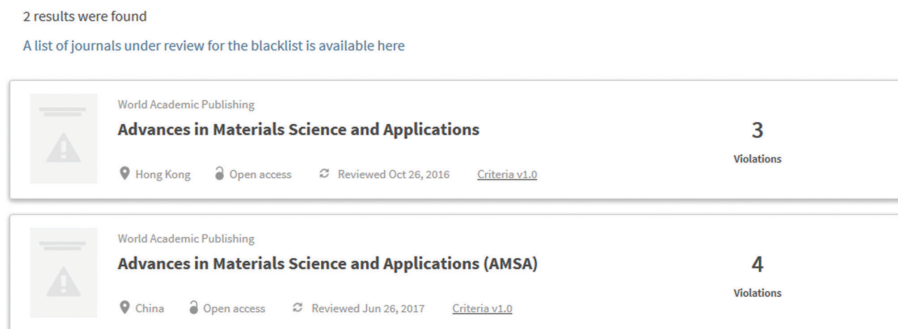 2 results were found
A list of journals under review for the blacklist is available here
World Academic Publishing
Advances in Materials Science and Applications
3
Violations
Hong Kong Open access Reviewed Oct 26, 2016 Criteria v1.0
World Academic Publishing
Advances in Materials Science and Applications (AMSA)
4
Violations
China Open access Reviewed Jun 26, 2017 Criteria v1.0